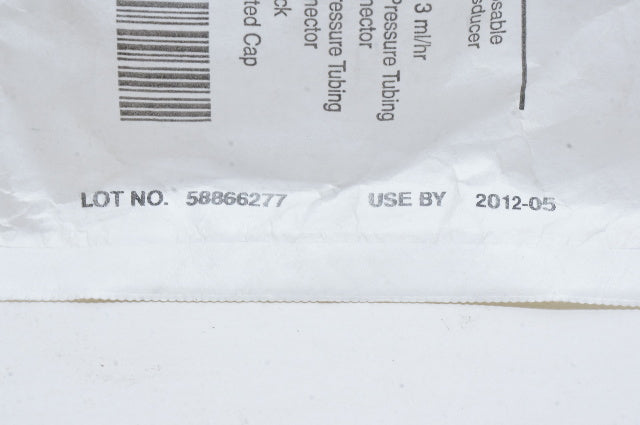 sable
sducer
3 ml/hr
Pressure Tubing
nector
ressure Tubing
nector
ck
ted Cap
LOT NO. 58866277 USE BY 2012-05